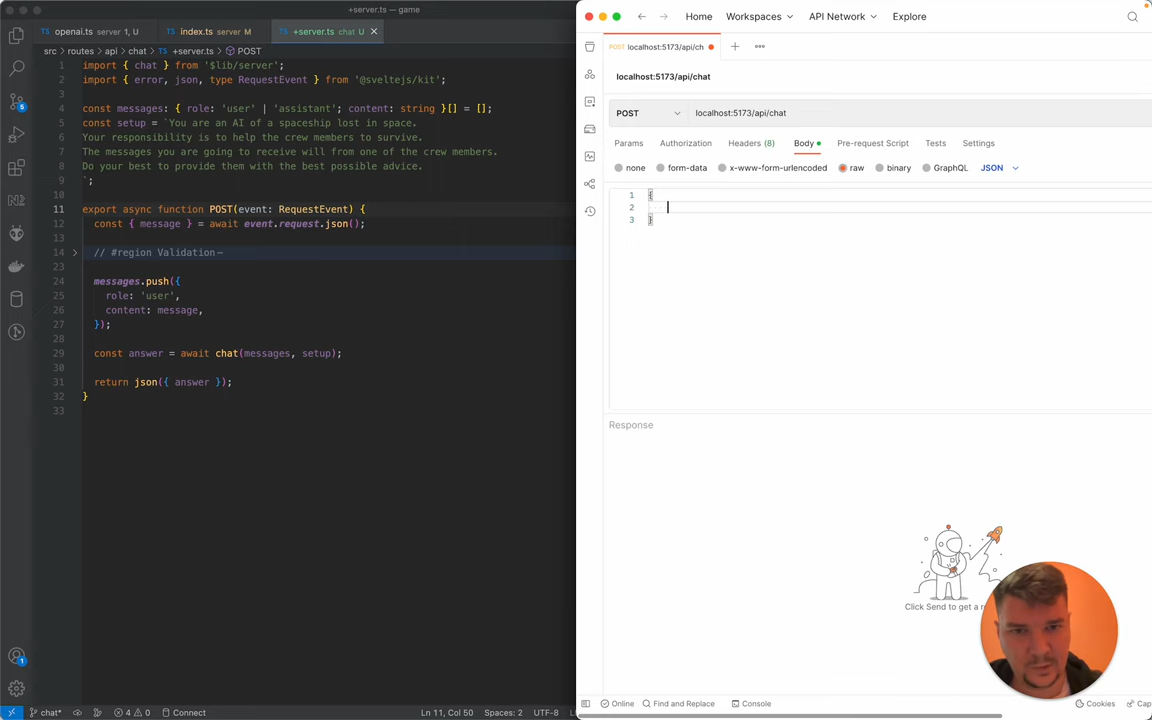 +server.ts — game
TS openai.ts server 1, U
TS index.ts server M
TS +server.ts chat U
src > routes > api > chat > TS +server.ts > POST
1 import { chat } from '$lib/server';
2 import { error, json, type RequestEvent } from '@sveltejs/kit';
3
4 const messages: { role: 'user' | 'assistant'; content: string }[] = [];
5 const setup = `You are an AI of a spaceship lost in space.
6 Your responsibility is to help the crew members to survive.
7 The messages you are going to receive will from one of the crew members.
8 Do your best to provide them with the best possible advice.
9 `;
10
11 export async function POST(event: RequestEvent) {
12 const { message } = await event.request.json();
13
14 // #region Validation
23
24 messages.push({
25 role: 'user',
26 content: message,
27 });
28
29 const answer = await chat(messages, setup);
30
31 return json({ answer });
32 }
33
6
1
chat*
4 0
Connect
Ln 11, Col 50
Spaces: 2
UTF-8
Home
Workspaces
API Network
Explore
POST localhost:5173/api/ch
localhost:5173/api/chat
POST
localhost:5173/api/chat
Params
Authorization
Headers (8)
Body
Pre-request Script
Tests
Settings
none
form-data
x-www-form-urlencoded
raw
binary
GraphQL
JSON
1 {
2
3 }
Response
Click Send to get a r
Online
Find and Replace
Console
Cookies
Cap